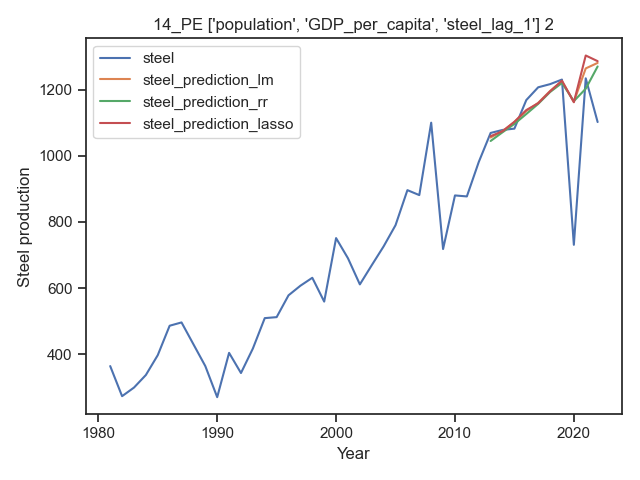 14_PE ['population', 'GDP_per_capita', 'steel_lag_1'] 2
steel
steel_prediction_lm
steel_prediction_rr
steel_prediction_lasso
Steel production
1200
1000
800
600
400
1980
1990
2000
2010
2020
Year